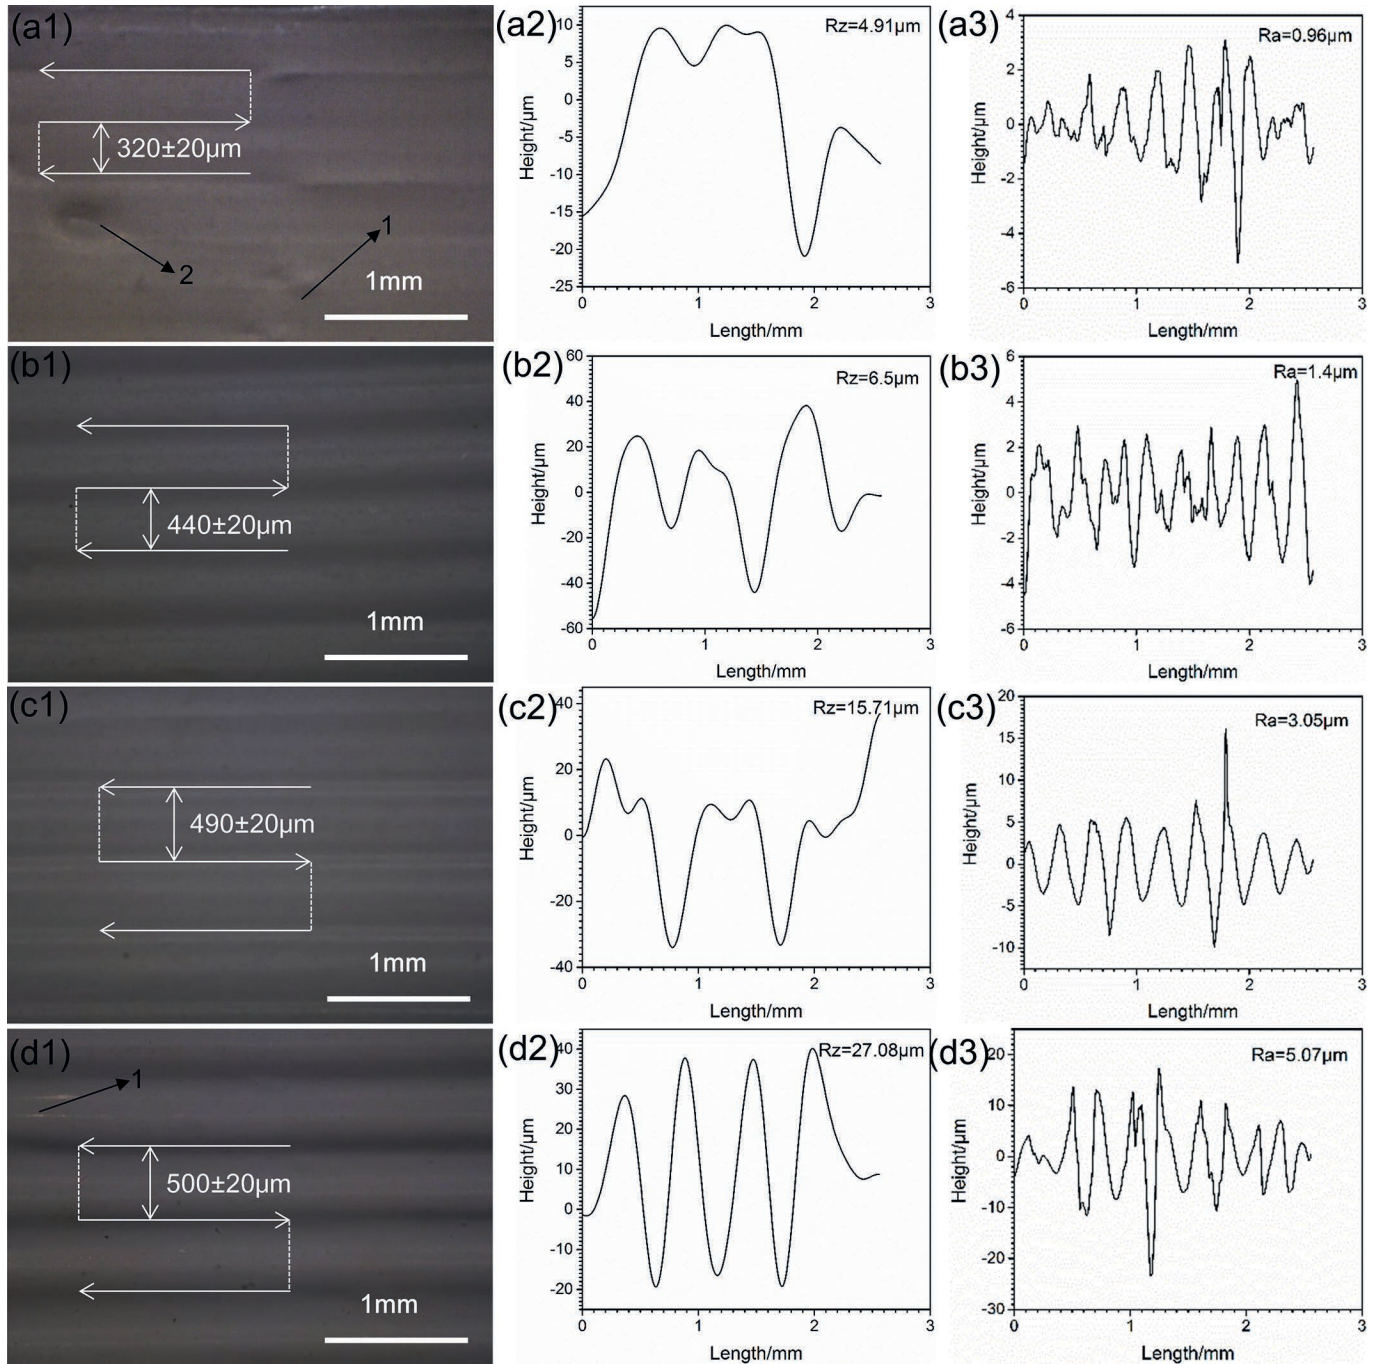 (a1)
320±20µm
1
2
1mm
(a2)
Rz=4.91µm
Height/µm
10
5
0
-5
-10
-15
-20
-25
0 1 2 3
Length/mm
(a3)
Ra=0.96µm
Height/µm
4
2
0
-2
-4
-6
0 1 2 3
Length/mm
(b1)
440±20µm
1mm
(b2)
Rz=6.5µm
Height/µm
60
40
20
0
-20
-40
-60
0 1 2 3
Length/mm
(b3)
Ra=1.4µm
Height/µm
6
4
2
0
-2
-4
-6
0 1 2 3
Length/mm
(c1)
490±20µm
1mm
(c2)
Rz=15.71µm
Height/µm
40
20
0
-20
-40
0 1 2 3
Length/mm
(c3)
Ra=3.05µm
Height/µm
20
15
10
5
0
-5
-10
0 1 2 3
Length/mm
(d1)
1
500±20µm
1mm
(d2)
Rz=27.08µm
Height/µm
40
30
20
10
0
-10
-20
0 1 2 3
Length/mm
(d3)
Ra=5.07µm
Height/µm
20
10
0
-10
-20
-30
0 1 2 3
Length/mm